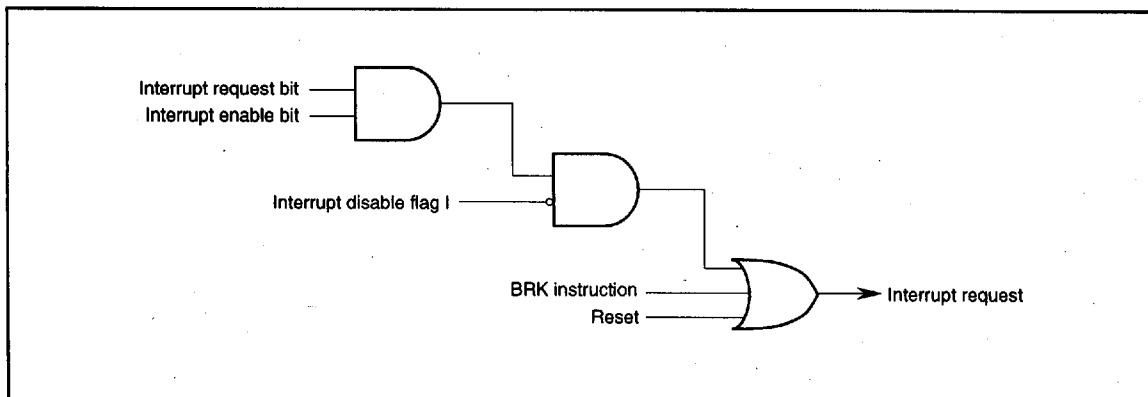 Interrupt request bit
Interrupt enable bit
Interrupt disable flag I
BRK instruction
Reset
Interrupt request